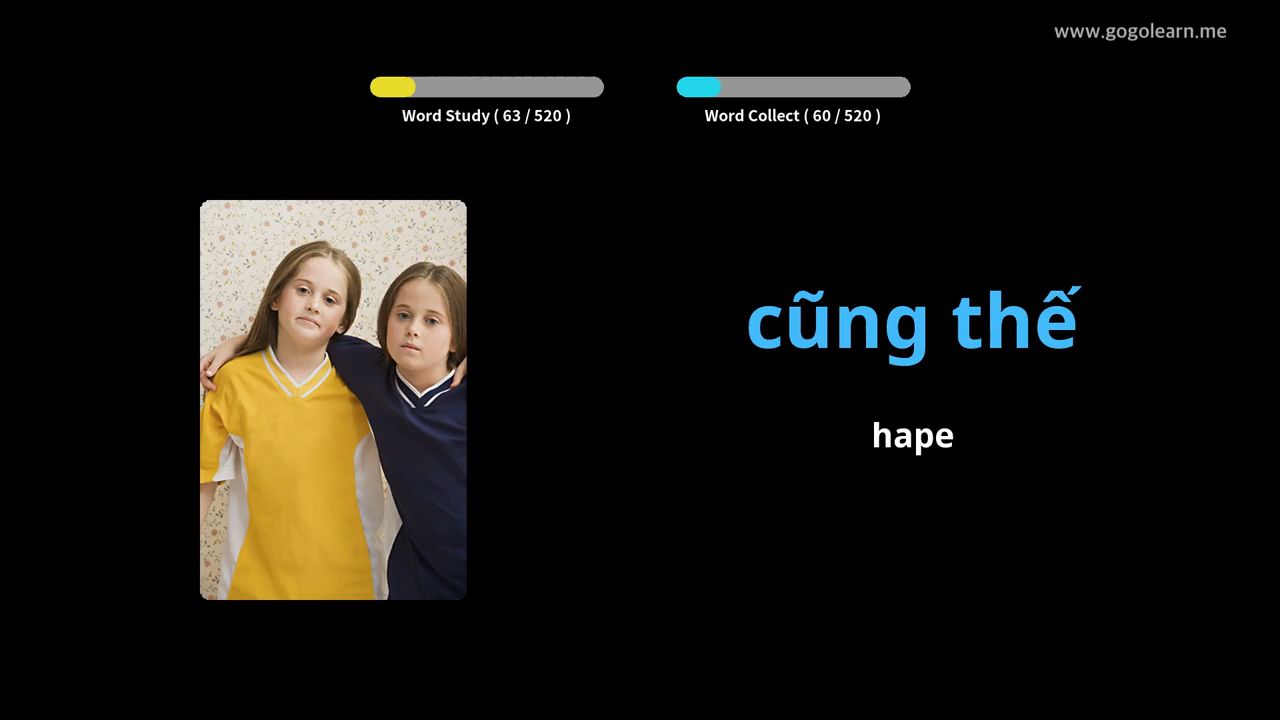 www.gogolearn.me
Word Study ( 63 / 520 )
Word Collect ( 60 / 520 )
cũng thế
hape